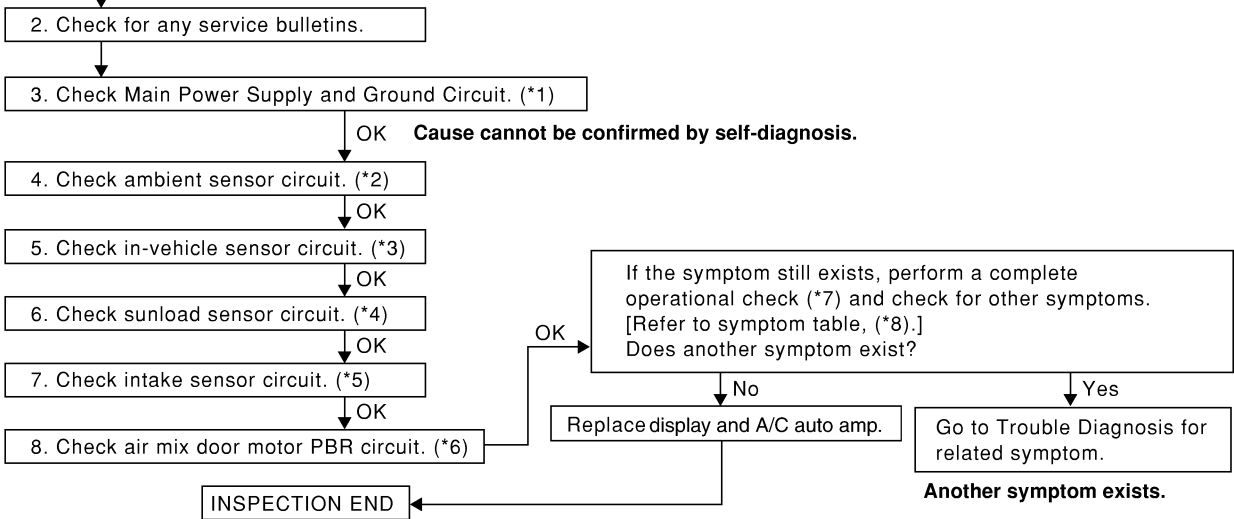 2. Check for any service bulletins.
3. Check Main Power Supply and Ground Circuit. (*1)
OK
Cause cannot be confirmed by self-diagnosis.
4. Check ambient sensor circuit. (*2)
OK
5. Check in-vehicle sensor circuit. (*3)
OK
6. Check sunload sensor circuit. (*4)
OK
7. Check intake sensor circuit. (*5)
OK
8. Check air mix door motor PBR circuit. (*6)
OK
If the symptom still exists, perform a complete
operational check (*7) and check for other symptoms.
[Refer to symptom table, (*8).]
Does another symptom exist?
No
Yes
Replace display and A/C auto amp.
Go to Trouble Diagnosis for
related symptom.
Another symptom exists.
INSPECTION END